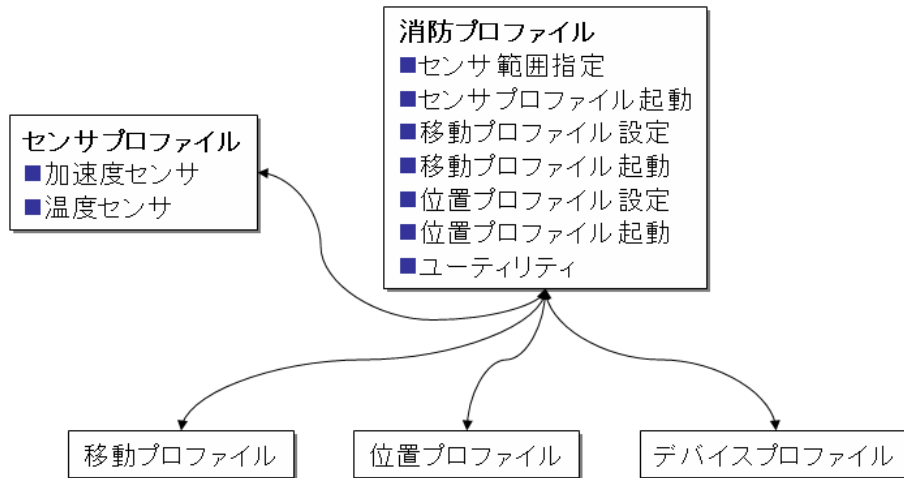 消防プロファイル
■センサ範囲指定
■センサプロファイル起動
■移動プロファイル設定
■移動プロファイル起動
■位置プロファイル設定
■位置プロファイル起動
■ユーティリティ
センサプロファイル
■加速度センサ
■温度センサ
移動プロファイル
位置プロファイル
デバイスプロファイル